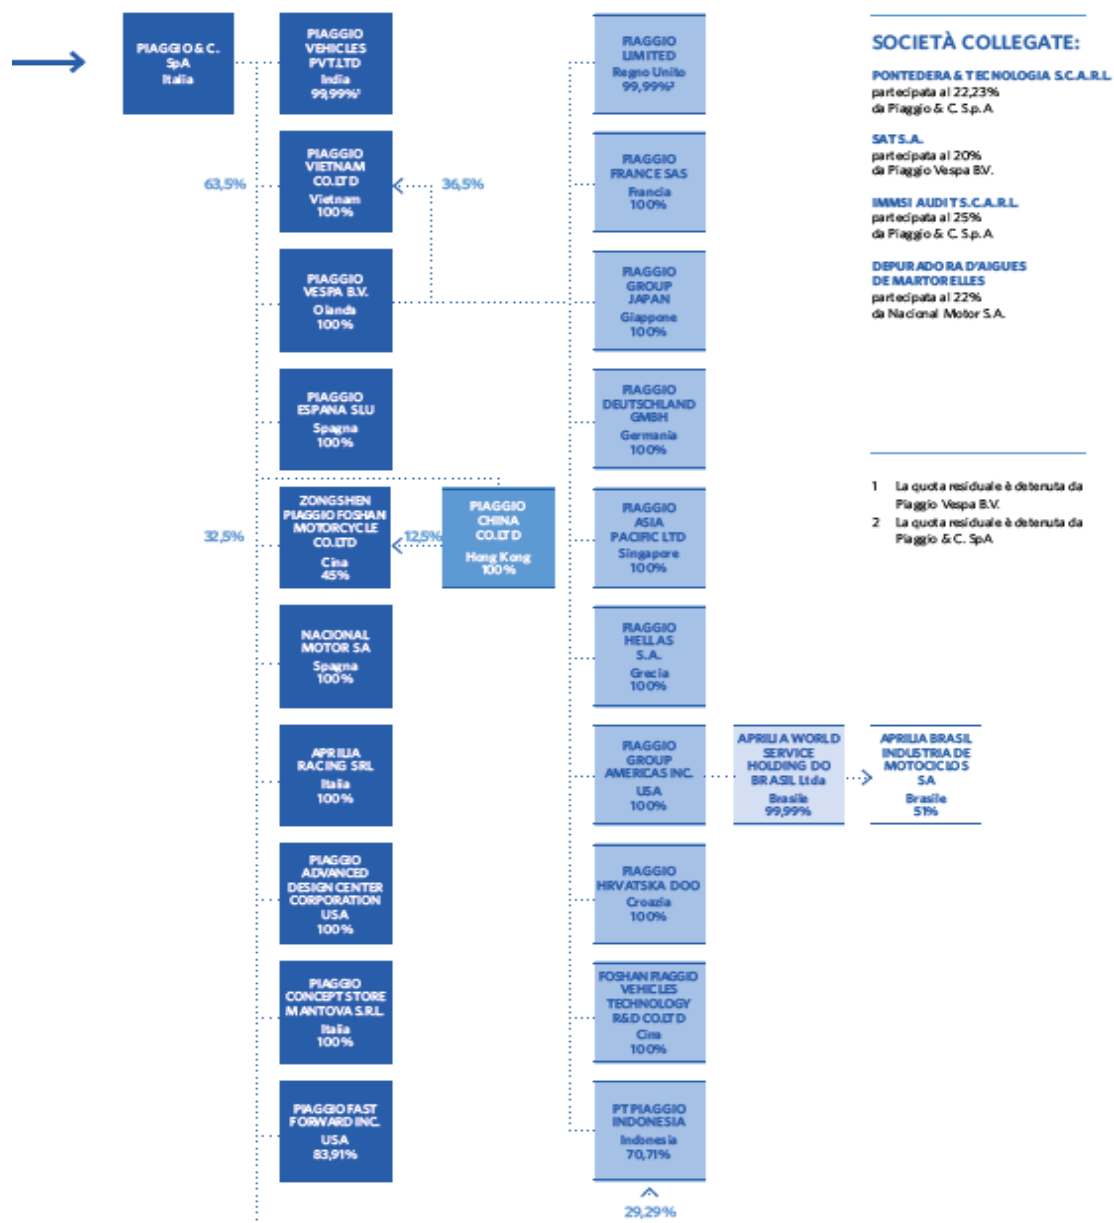 PIAGGIO & C.
SpA
Italia
PIAGGIO
VEHICLES
PVT.LTD
India
99,99%¹
63,5%
PIAGGIO
VIETNAM
CO.LTD
Vietnam
100%
36,5%
PIAGGIO
VESPA B.V.
Olanda
100%
PIAGGIO
ESPANA SLU
Spagna
100%
32,5%
ZONGSHEN
PIAGGIO FOSHAN
MOTORCYCLE
CO.LTD
Cina
45%
12,5%
PIAGGIO
CHINA
CO.LTD
Hong Kong
100%
NACIONAL
MOTOR SA
Spagna
100%
APRILIA
RACING SRL
Italia
100%
PIAGGIO
ADVANCED
DESIGN CENTER
CORPORATION
USA
100%
PIAGGIO
CONCEPT STORE
MANTOVA S.R.L.
Italia
100%
PIAGGIO FAST
FORWARD INC.
USA
83,91%
PIAGGIO
LIMITED
Regno Unito
99,99%²
PIAGGIO
FRANCE SAS
Francia
100%
PIAGGIO
GROUP
JAPAN
Giappone
100%
PIAGGIO
DEUTSCHLAND
GMBH
Germania
100%
PIAGGIO
ASIA
PACIFIC LTD
Singapore
100%
PIAGGIO
HELLAS
S.A.
Grecia
100%
PIAGGIO
GROUP
AMERICAS INC.
USA
100%
APRILIA WORLD
SERVICE
HOLDING DO
BRASIL Ltda
Brasile
99,99%
APRILIA BRASIL
INDUSTRIA DE
MOTOCICLOS
SA
Brasile
51%
PIAGGIO
HRVATSKA DOO
Croazia
100%
FOSHAN PIAGGIO
VEHICLES
TECHNOLOGY
R&D CO.LTD
Cina
100%
PT PIAGGIO
INDONESIA
Indonesia
70,71%
29,29%
SOCIETÀ COLLEGATE:
PONTEDERA & TECNOLOGIA S.C.A.R.L.
partecipata al 22,23%
da Piaggio & C. S.p.A
SAT S.A.
partecipata al 20%
da Piaggio Vespa B.V.
IMMSI AUDIT S.C.A.R.L.
partecipata al 25%
da Piaggio & C. S.p.A
DEPURADORA D'AIGUES
DE MARTORELLES
partecipata al 22%
da Nacional Motor S.A.
1 La quota residuale è detenuta da
Piaggio Vespa B.V.
2 La quota residuale è detenuta da
Piaggio & C. SpA